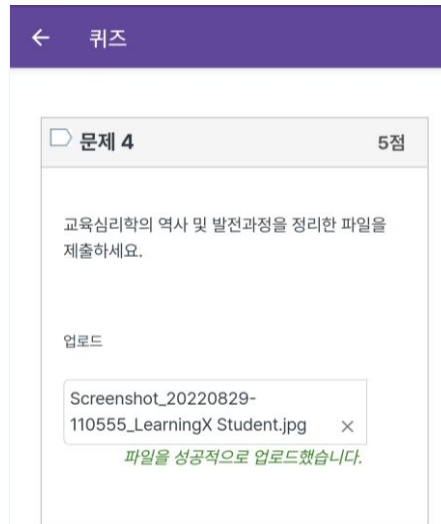 퀴즈
문제 4 5점
교육심리학의 역사 및 발전과정을 정리한 파일을
제출하세요.
업로드
Screenshot_20220829-
110555_LearningX Student.jpg
파일을 성공적으로 업로드했습니다.